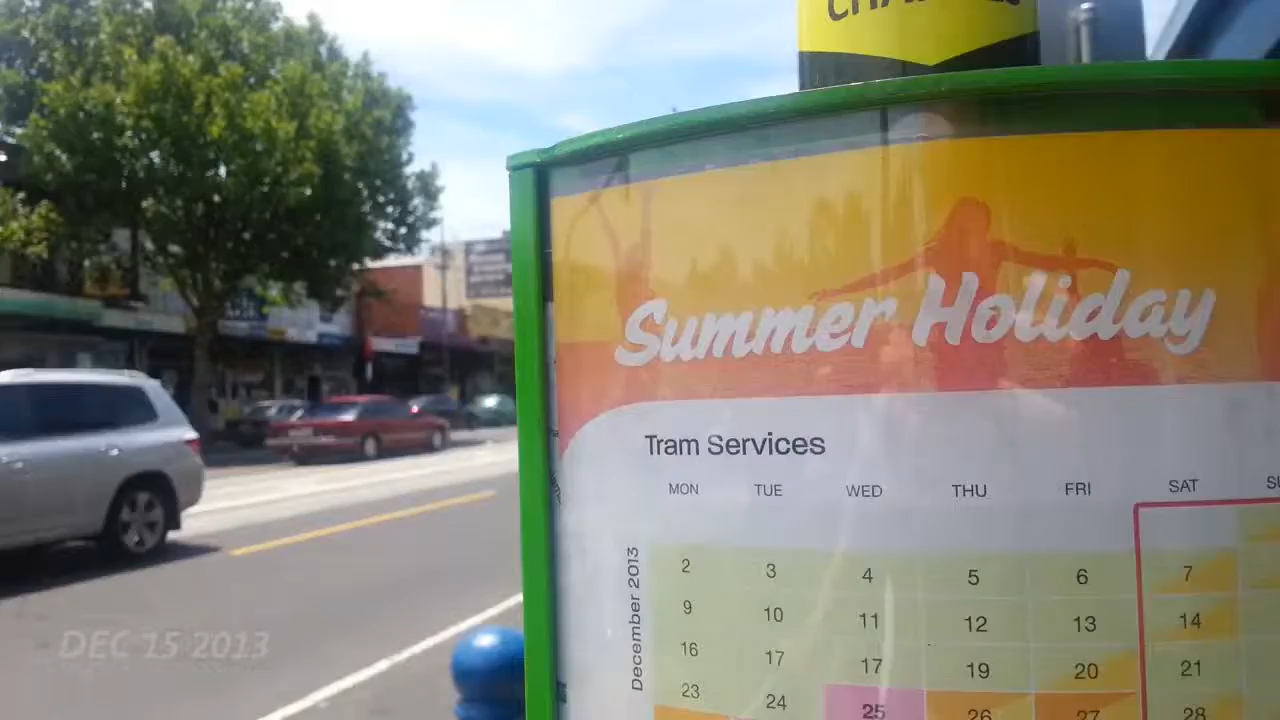 Summer Holiday
Tram Services
MON TUE WED THU FRI SAT
December 2013
2 3 4 5 6 7
9 10 11 12 13 14
16 17 17 19 20 21
23 24 25 26 27 28
DEC 15 2013